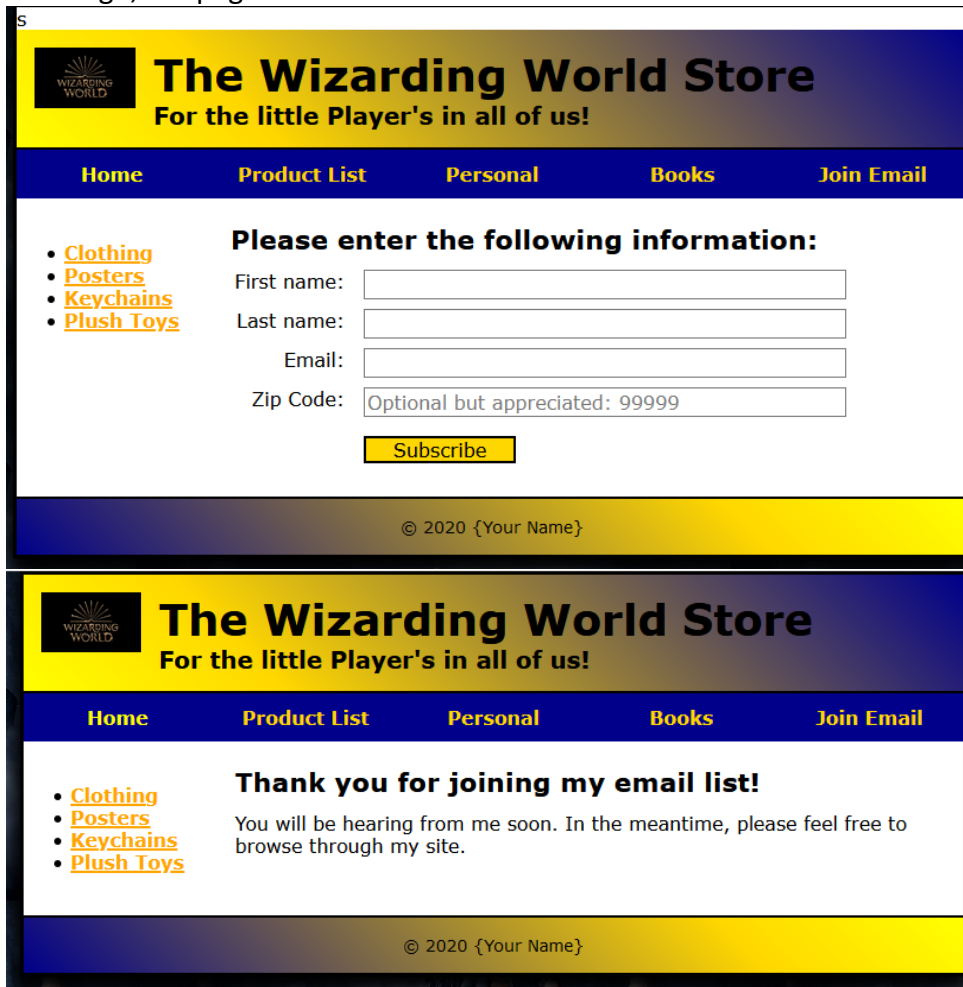 s
WIZARDING
WORLD
The Wizarding World Store
For the little Player's in all of us!
Home Product List Personal Books Join Email
Clothing
Posters
Keychains
Plush Toys
Please enter the following information:
First name:
Last name:
Email:
Zip Code: Optional but appreciated: 99999
Subscribe
© 2020 {Your Name}
WIZARDING
WORLD
The Wizarding World Store
For the little Player's in all of us!
Home Product List Personal Books Join Email
Clothing
Posters
Keychains
Plush Toys
Thank you for joining my email list!
You will be hearing from me soon. In the meantime, please feel free to
browse through my site.
© 2020 {Your Name}